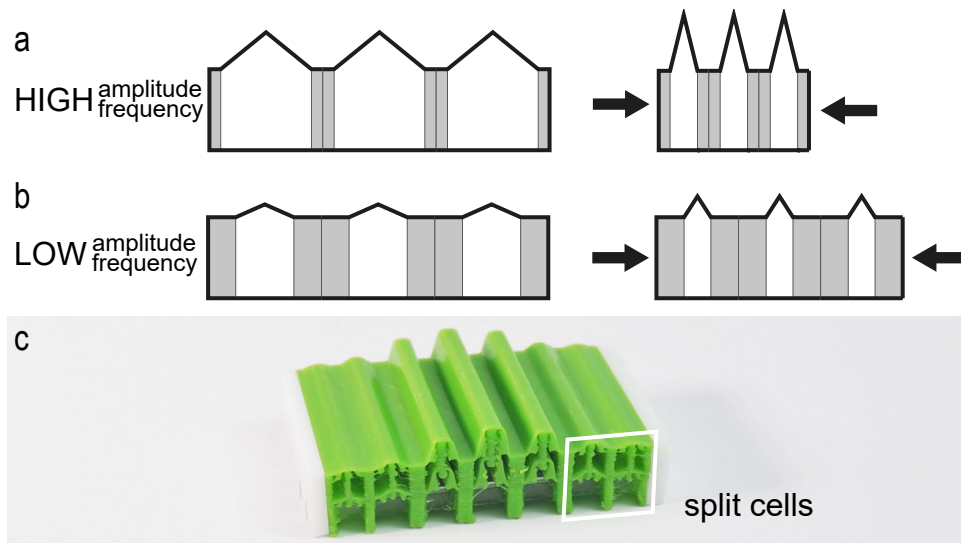 a
HIGH amplitude
frequency
b
LOW amplitude
frequency
c
split cells